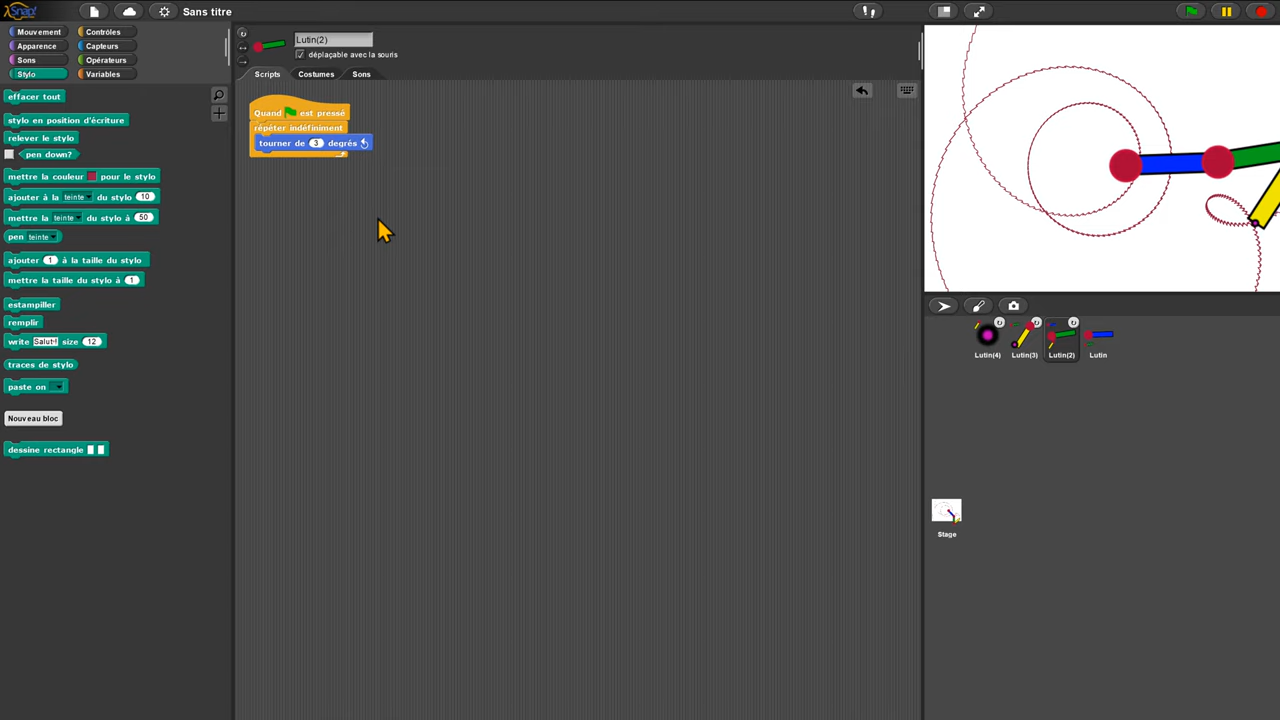 Snap!
Sans titre
Mouvement
Contrôles
Apparence
Capteurs
Sons
Opérateurs
Stylo
Variables
effacer tout
stylo en position d'écriture
relever le stylo
pen down?
mettre la couleur pour le stylo
ajouter à la teinte du stylo 10
mettre la teinte du stylo à 50
pen teinte
ajouter 1 à la taille du stylo
mettre la taille du stylo à 1
estampiller
remplir
write Salut! size 12
traces de stylo
paste on
Nouveau bloc
dessine rectangle
Lutin(2)
déplaçable avec la souris
Scripts
Costumes
Sons
Quand est pressé
répéter indéfiniment
tourner de 3 degrés
Lutin(4)
Lutin(3)
Lutin(2)
Lutin
Stage